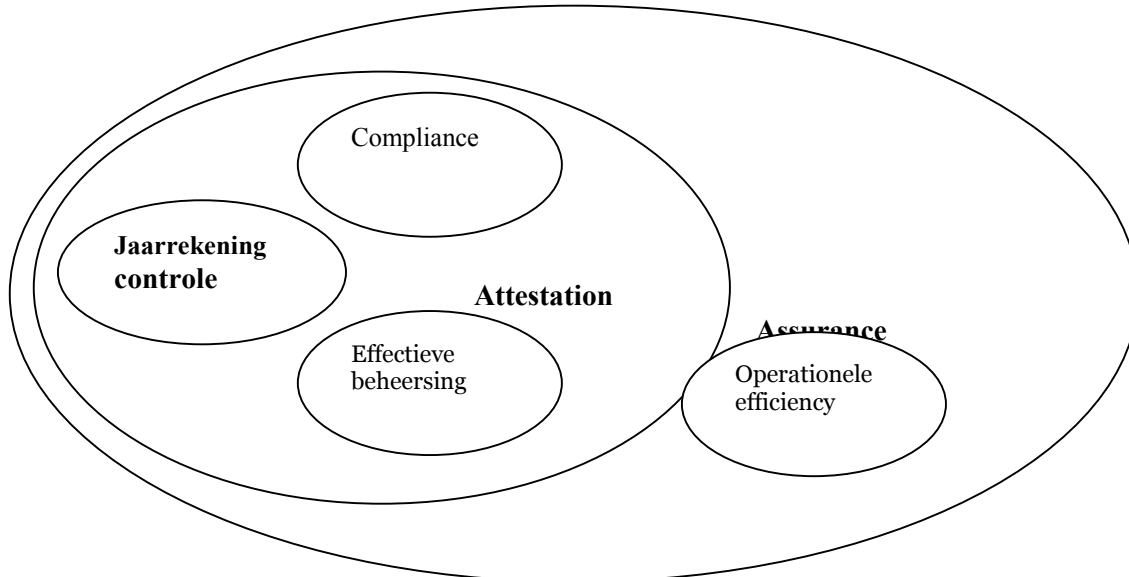 Compliance
Jaarrekening
controle
Attestation
Assurance
Effectieve
beheersing
Operationele
efficiency